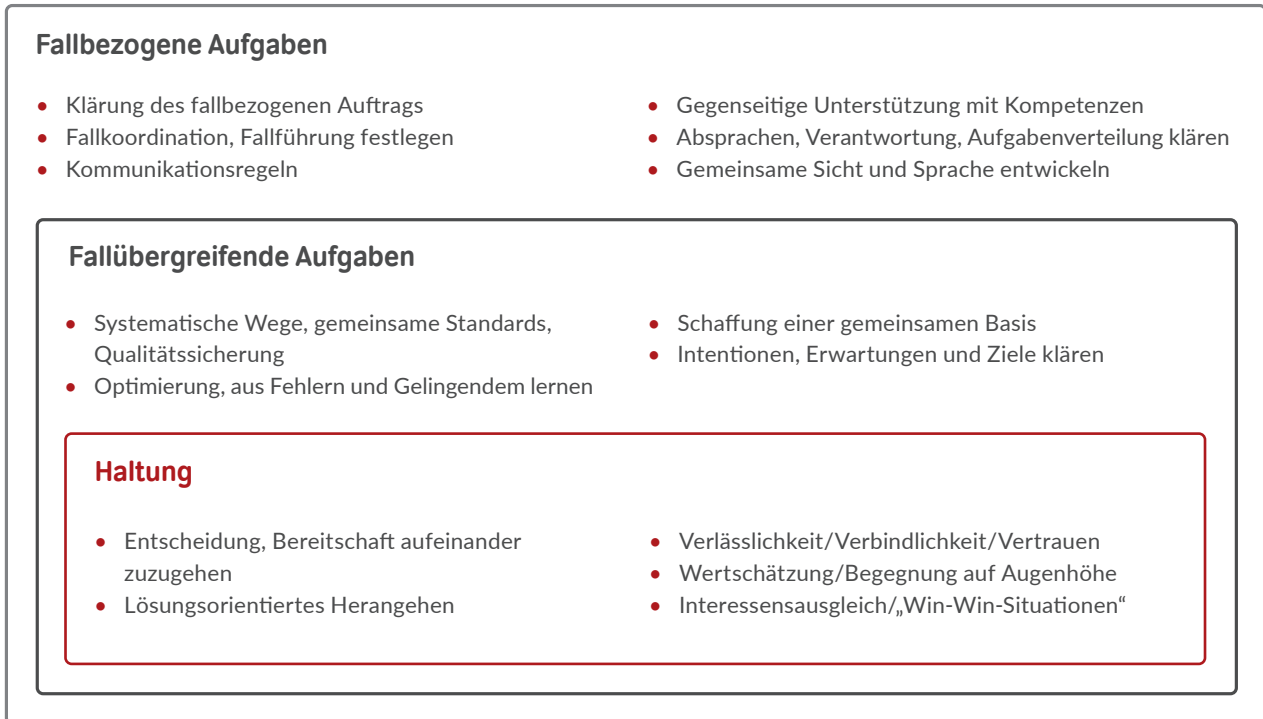 Fallbezogene Aufgaben
• Klärung des fallbezogenen Auftrags
• Fallkoordination, Fallführung festlegen
• Kommunikationsregeln
• Gegenseitige Unterstützung mit Kompetenzen
• Absprachen, Verantwortung, Aufgabenverteilung klären
• Gemeinsame Sicht und Sprache entwickeln
Fallübergreifende Aufgaben
• Systematische Wege, gemeinsame Standards,
Qualitätssicherung
• Optimierung, aus Fehlern und Gelingendem lernen
• Schaffung einer gemeinsamen Basis
• Intentionen, Erwartungen und Ziele klären
Haltung
• Entscheidung, Bereitschaft aufeinander
zuzugehen
• Lösungsorientiertes Herangehen
• Verlässlichkeit/Verbindlichkeit/Vertrauen
• Wertschätzung/Begegnung auf Augenhöhe
• Interessensausgleich/„Win-Win-Situationen“